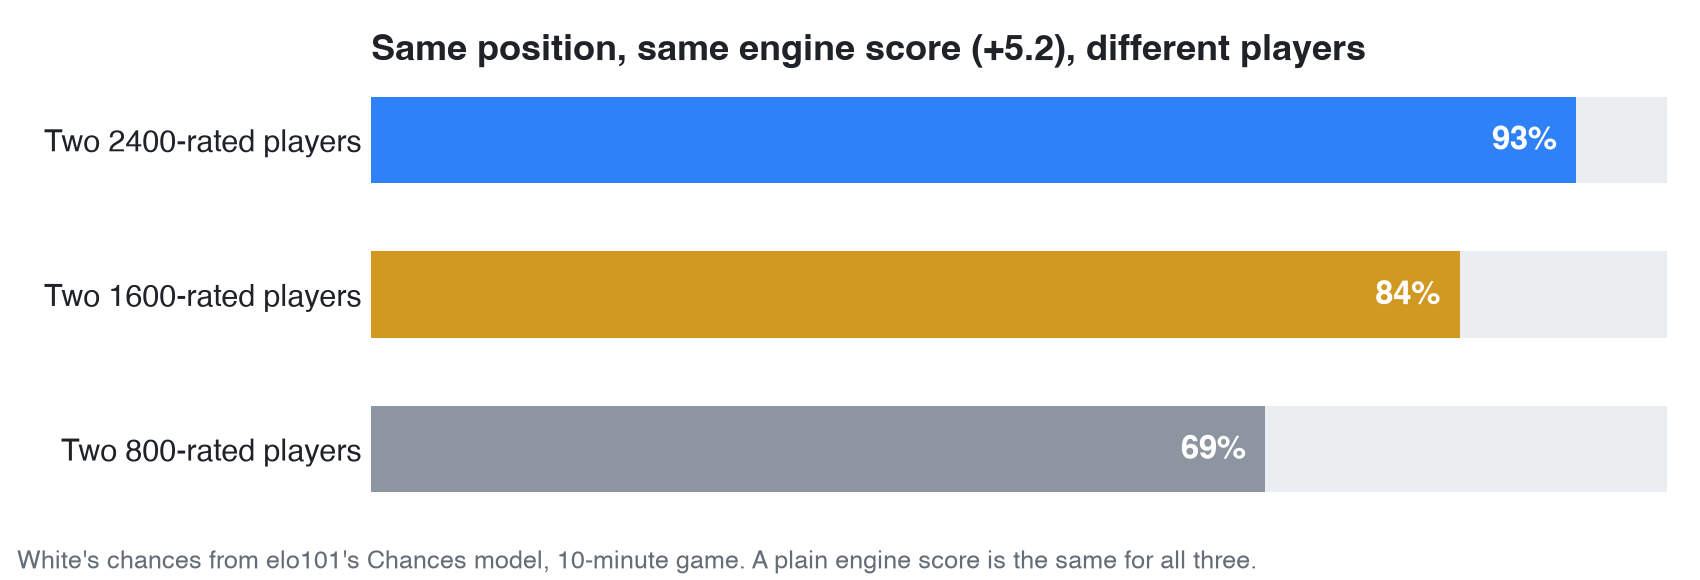 Same position, same engine score (+5.2), different players
Two 2400-rated players 93%
Two 1600-rated players 84%
Two 800-rated players 69%
White's chances from elo101's Chances model, 10-minute game. A plain engine score is the same for all three.